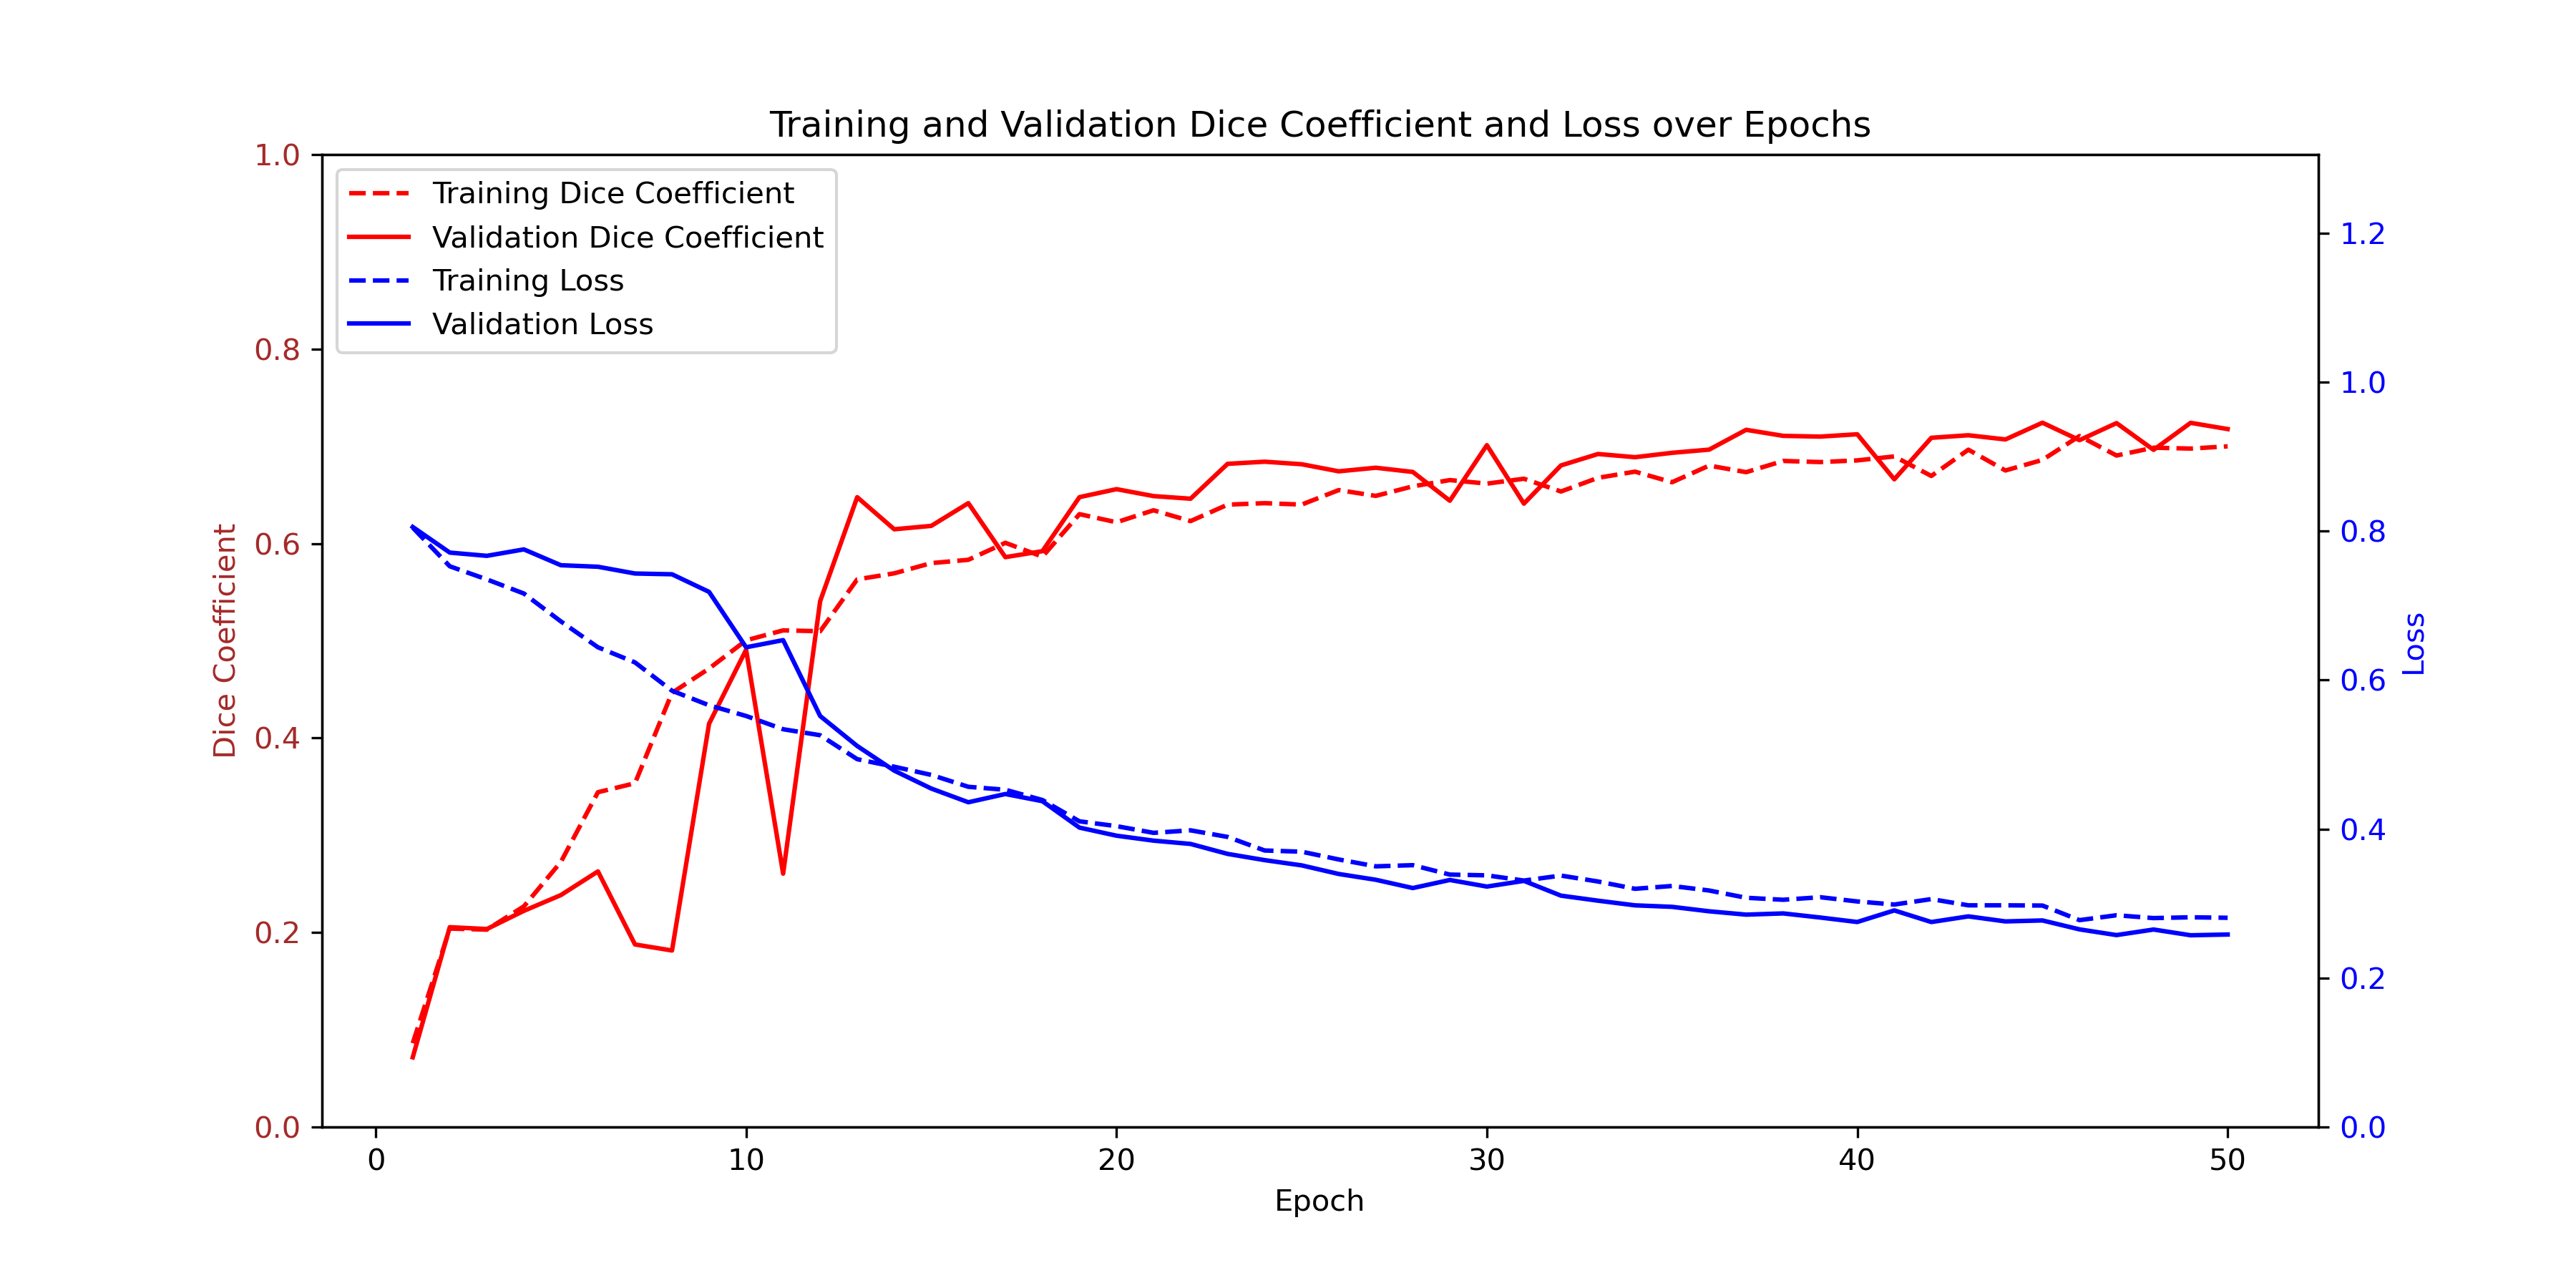 Training and Validation Dice Coefficient and Loss over Epochs
Training Dice Coefficient
Validation Dice Coefficient
Training Loss
Validation Loss
1.0
0.8
0.6
0.4
0.2
0.0
Dice Coefficient
1.2
1.0
0.8
0.6
0.4
0.2
0.0
Loss
0 10 20 30 40 50
Epoch